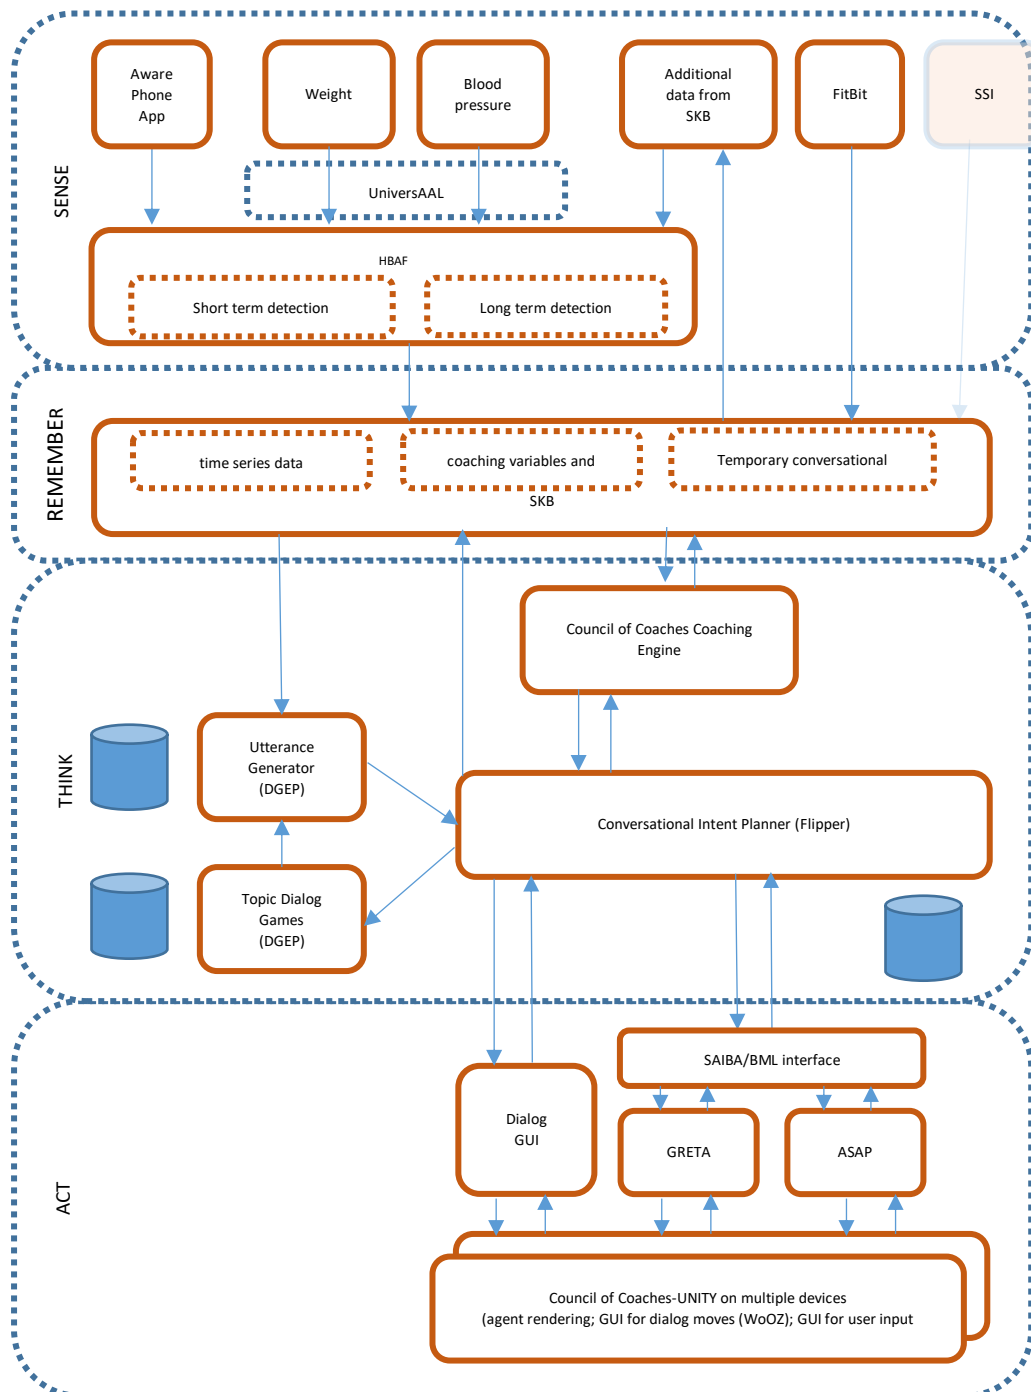 Aware
Phone
App
Weight
Blood
pressure
Additional
data from
SKB
FitBit
SSI
SENSE
UniversAAL
HBAF
Short term detection
Long term detection
REMEMBER
time series data
coaching variables and
Temporary conversational
SKB
THINK
Council of Coaches Coaching
Engine
Utterance
Generator
(DGEP)
Conversational Intent Planner (Flipper)
Topic Dialog
Games
(DGEP)
ACT
SAIBA/BML interface
Dialog
GUI
GRETA
ASAP
Council of Coaches-UNITY on multiple devices
(agent rendering; GUI for dialog moves (WoOZ); GUI for user input